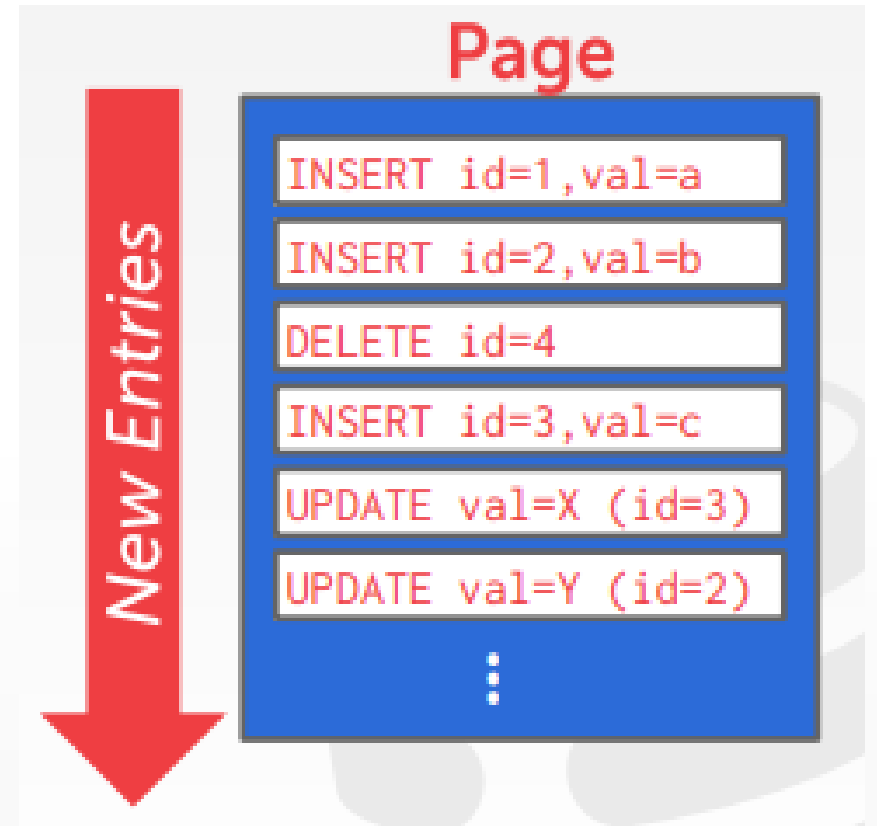 Page
New Entries
INSERT id=1,val=a
INSERT id=2,val=b
DELETE id=4
INSERT id=3,val=c
UPDATE val=X (id=3)
UPDATE val=Y (id=2)
⋮